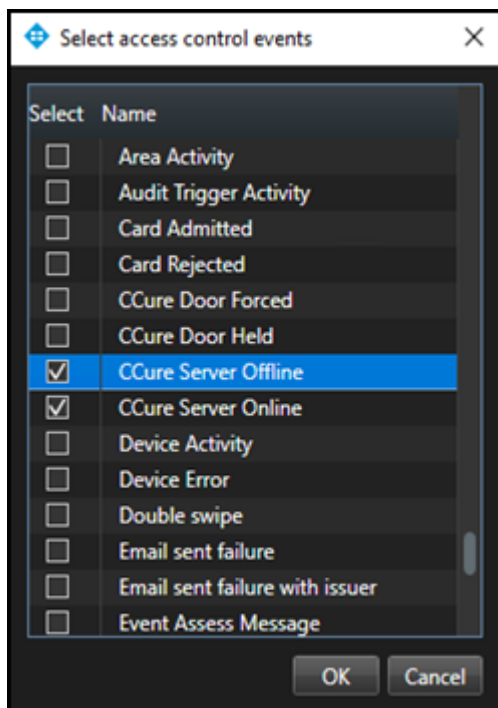 Select access control events
Select Name
Area Activity
Audit Trigger Activity
Card Admitted
Card Rejected
CCure Door Forced
CCure Door Held
CCure Server Offline
CCure Server Online
Device Activity
Device Error
Double swipe
Email sent failure
Email sent failure with issuer
Event Assess Message
OK Cancel